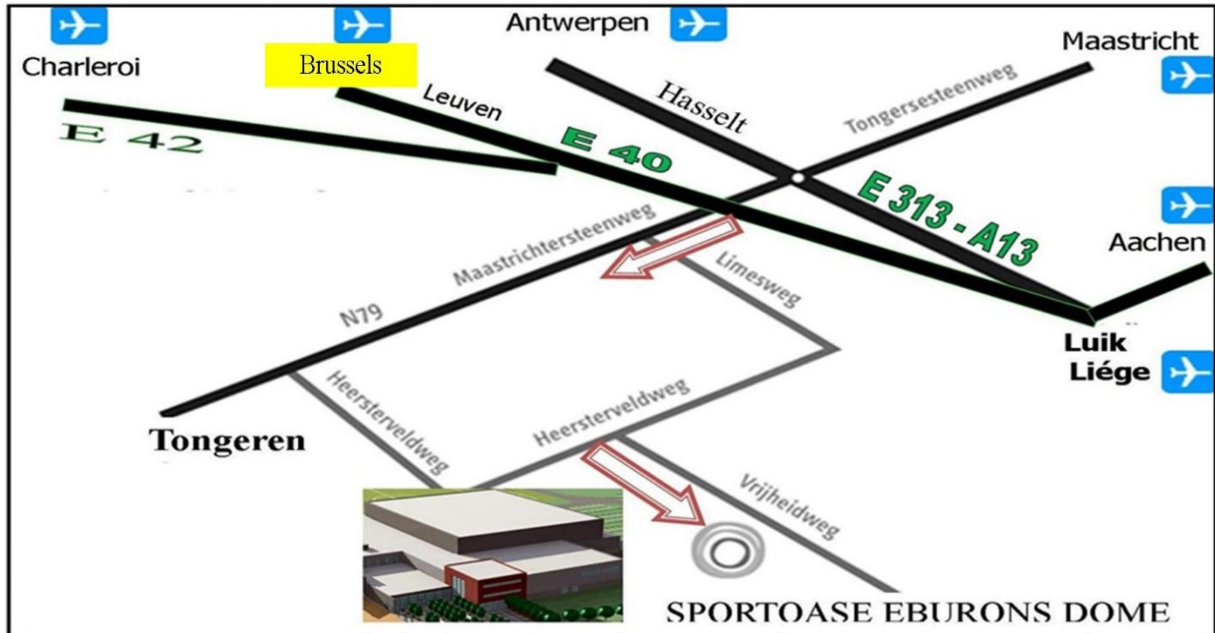 Antwerpen
Charleroi
Brussels
Maastricht
Leuven
Hasselt
Tongersesteenweg
E 42
E 40
E 313 - A13
Aachen
Maastrichtersteenweg
Limesweg
N79
Luik
Liége
Heersterveldweg
Heersterveldweg
Tongeren
Vrijheidweg
SPORTOASE EBURONS DOME